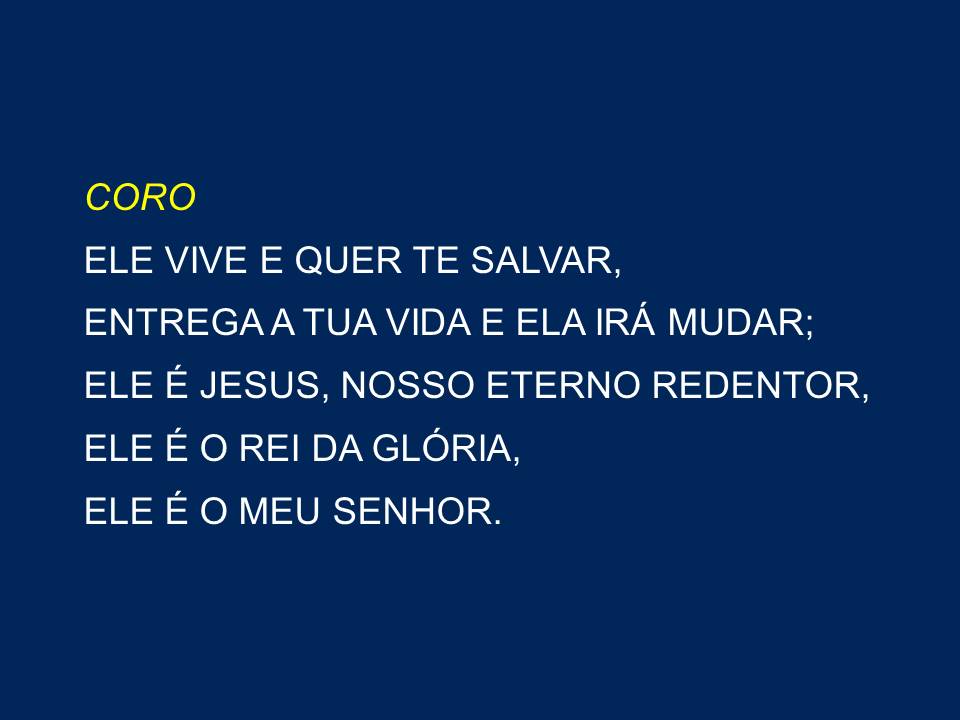 CORO
ELE VIVE E QUER TE SALVAR,
ENTREGA A TUA VIDA E ELA IRÁ MUDAR;
ELE É JESUS, NOSSO ETERNO REDENTOR,
ELE É O REI DA GLÓRIA,
ELE É O MEU SENHOR.